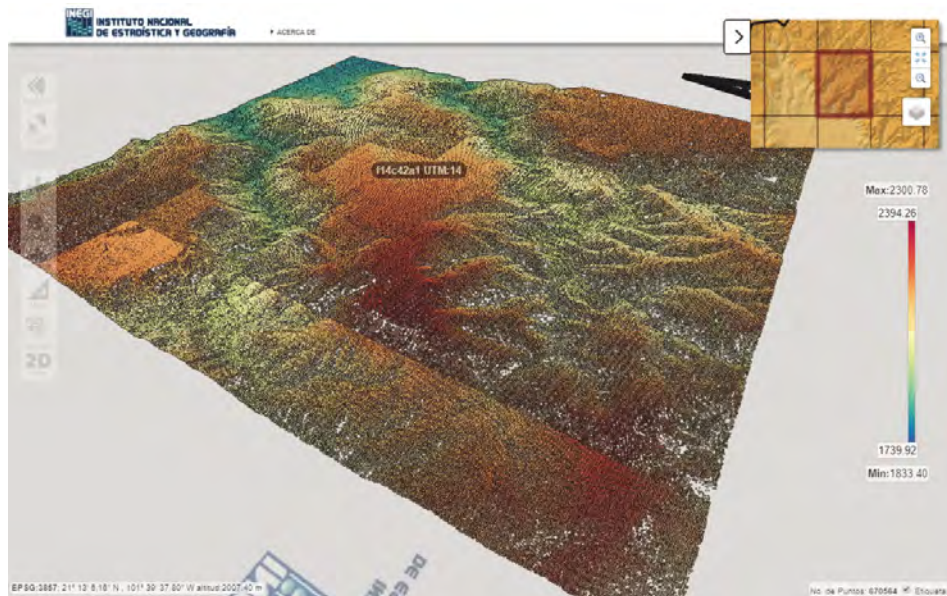 INEGI
INSTITUTO NACIONAL
DE ESTADÍSTICA Y GEOGRAFÍA
ACERCA DE
f14c42a1 UTM:14
Max:2300.78
2394.26
1739.92
Min:1833.40
2D
EPSG:3857; 21° 13' 5.16" N , 101° 39' 37.80" W altitud:2007.40 m
No. de Puntos: 670564
Etiqueta